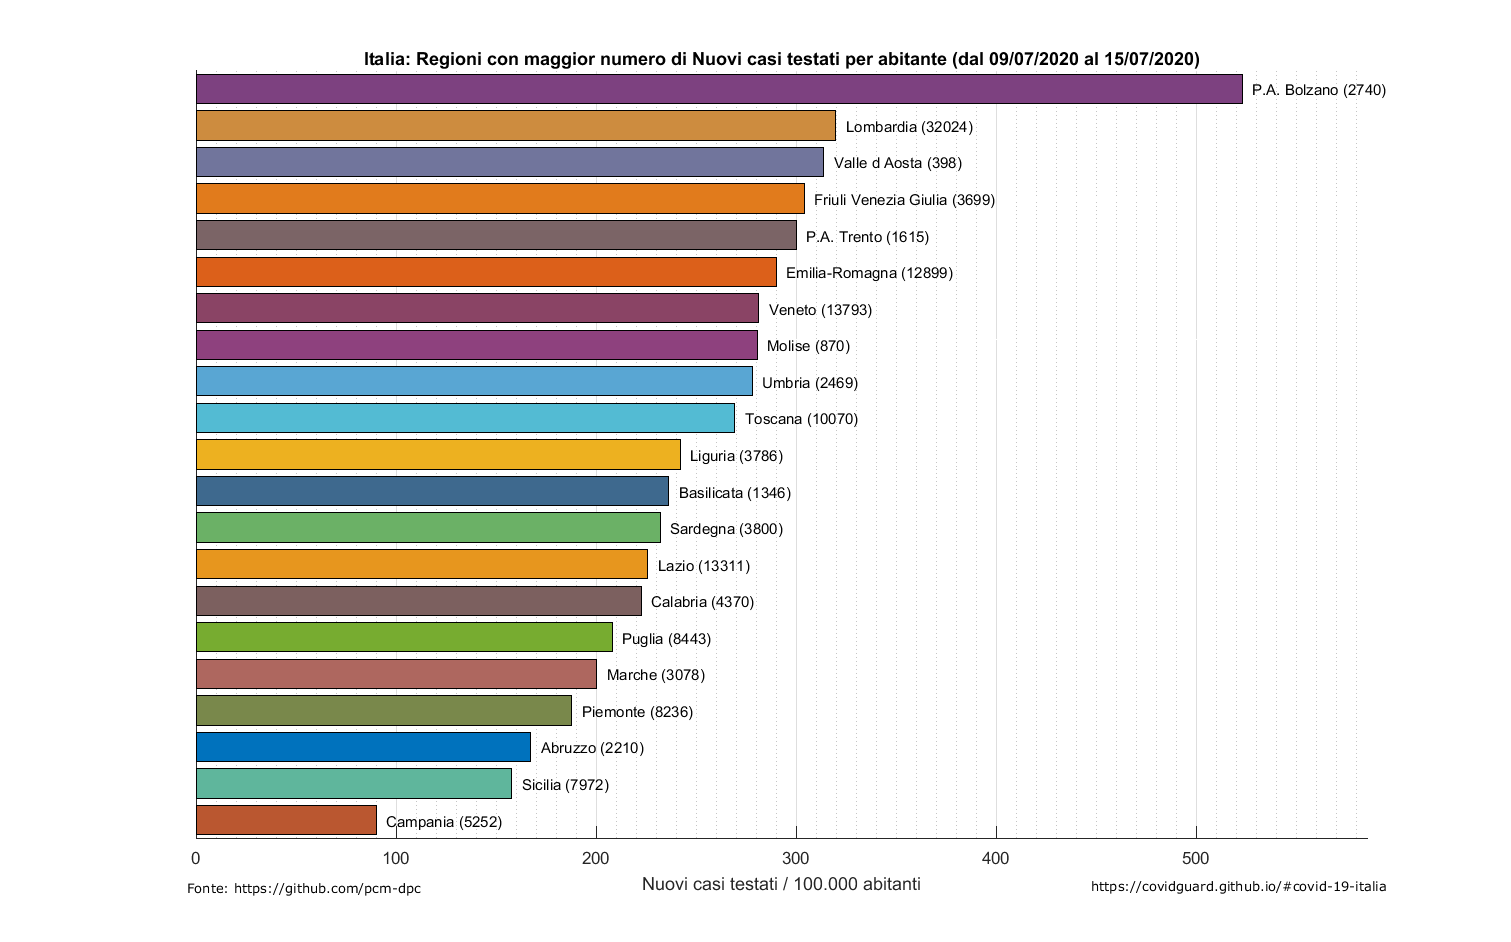 Italia: Regioni con maggior numero di Nuovi casi testati per abitante (dal 09/07/2020 al 15/07/2020)
P.A. Bolzano (2740)
Lombardia (32024)
Valle d Aosta (398)
Friuli Venezia Giulia (3699)
P.A. Trento (1615)
Emilia-Romagna (12899)
Veneto (13793)
Molise (870)
Umbria (2469)
Toscana (10070)
Liguria (3786)
Basilicata (1346)
Sardegna (3800)
Lazio (13311)
Calabria (4370)
Puglia (8443)
Marche (3078)
Piemonte (8236)
Abruzzo (2210)
Sicilia (7972)
Campania (5252)
0 100 200 300 400 500
Nuovi casi testati / 100.000 abitanti
Fonte: https://github.com/pcm-dpc
https://covidguard.github.io/#covid-19-italia